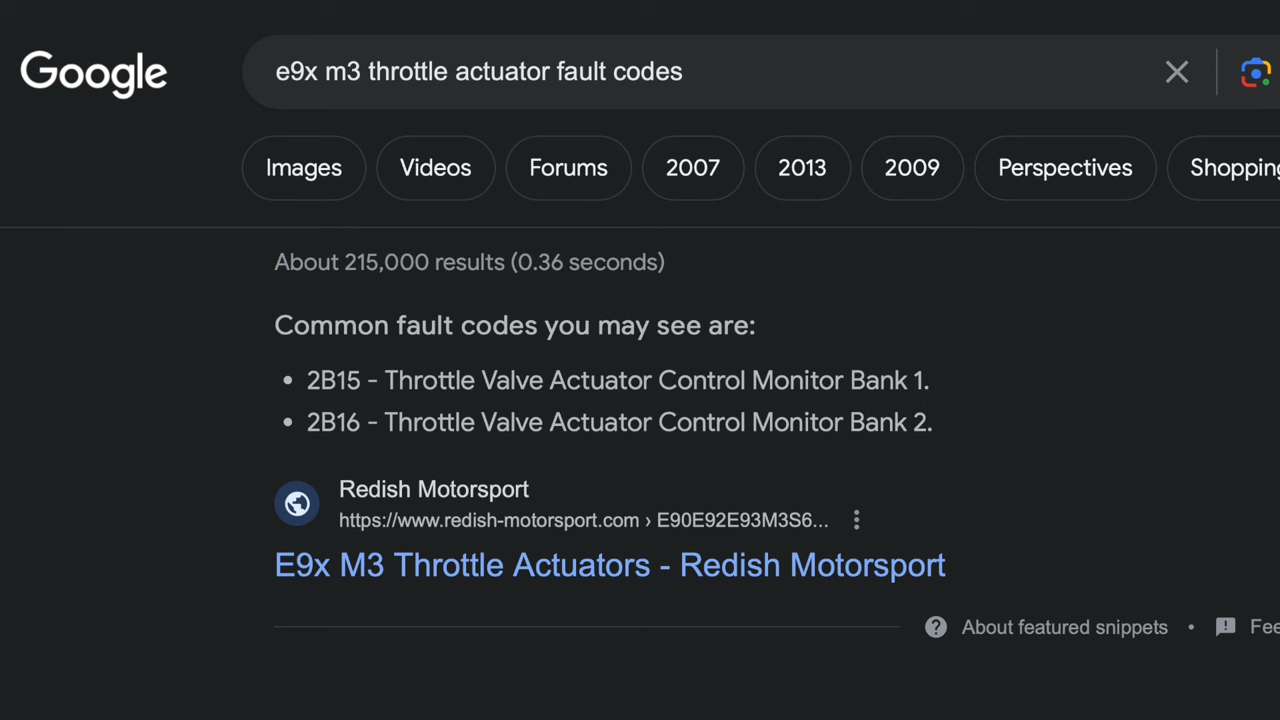 Google
e9x m3 throttle actuator fault codes
Images Videos Forums 2007 2013 2009 Perspectives Shopping
About 215,000 results (0.36 seconds)
Common fault codes you may see are:
• 2B15 - Throttle Valve Actuator Control Monitor Bank 1.
• 2B16 - Throttle Valve Actuator Control Monitor Bank 2.
Redish Motorsport
https://www.redish-motorsport.com › E90E92E93M3S6...
E9x M3 Throttle Actuators - Redish Motorsport
About featured snippets • Fee